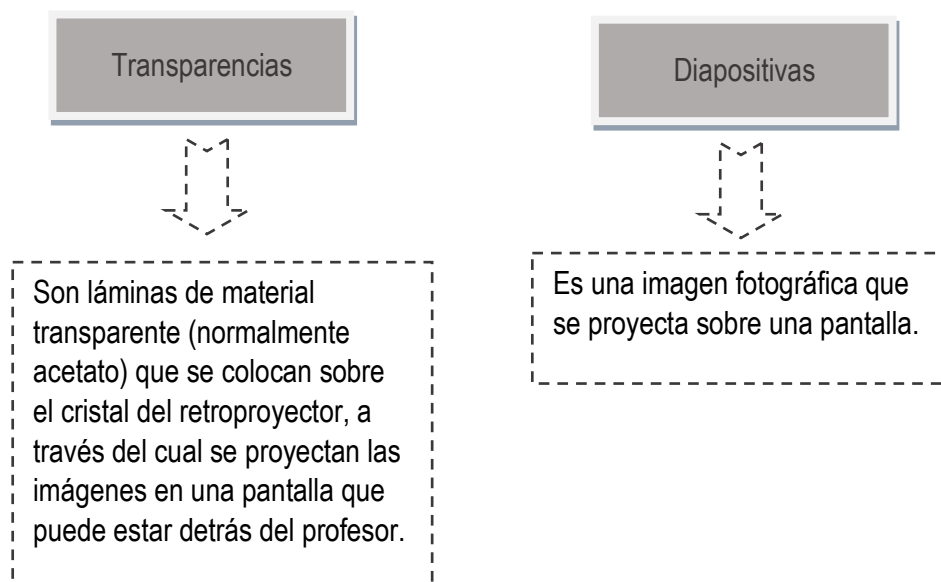 Transparencias
Son láminas de material
transparente (normalmente
acetato) que se colocan sobre
el cristal del retroproyector, a
través del cual se proyectan las
imágenes en una pantalla que
puede estar detrás del profesor.
Diapositivas
Es una imagen fotográfica que
se proyecta sobre una pantalla.